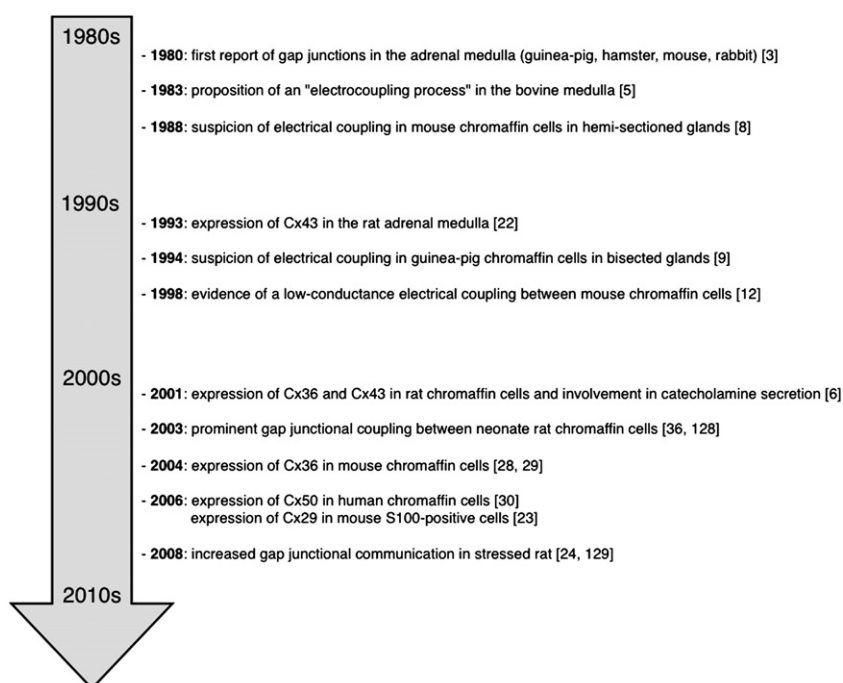 1980s
- 1980: first report of gap junctions in the adrenal medulla (guinea-pig, hamster, mouse, rabbit) [3]
- 1983: proposition of an "electrocoupling process" in the bovine medulla [5]
- 1988: suspicion of electrical coupling in mouse chromaffin cells in hemi-sectioned glands [8]
1990s
- 1993: expression of Cx43 in the rat adrenal medulla [22]
- 1994: suspicion of electrical coupling in guinea-pig chromaffin cells in bisected glands [9]
- 1998: evidence of a low-conductance electrical coupling between mouse chromaffin cells [12]
2000s
- 2001: expression of Cx36 and Cx43 in rat chromaffin cells and involvement in catecholamine secretion [6]
- 2003: prominent gap junctional coupling between neonate rat chromaffin cells [36, 128]
- 2004: expression of Cx36 in mouse chromaffin cells [28, 29]
- 2006: expression of Cx50 in human chromaffin cells [30]
expression of Cx29 in mouse S100-positive cells [23]
- 2008: increased gap junctional communication in stressed rat [24, 129]
2010s